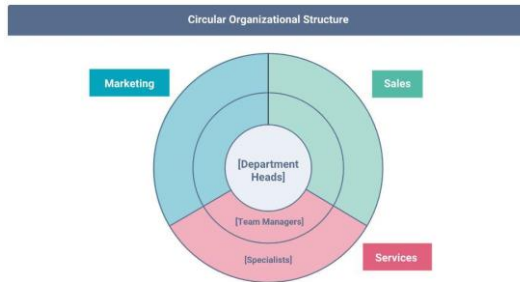 Circular Organizational Structure
Marketing
Sales
[Department
Heads]
[Team Managers]
[Specialists]
Services